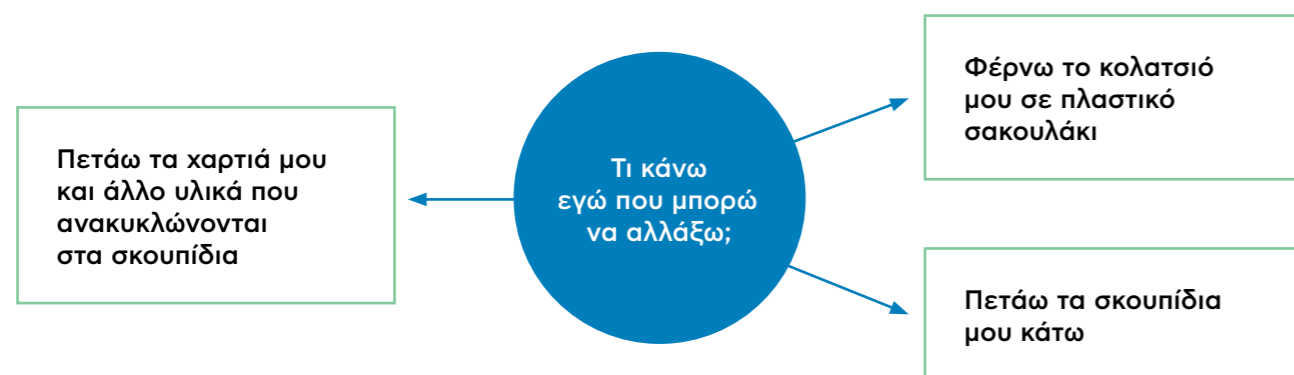 Πετάω τα χαρτιά μου
και άλλο υλικά που
ανακυκλώνονται
στα σκουπίδια
Τι κάνω
εγώ που μπορώ
να αλλάξω;
Φέρνω το κολατσιό
μου σε πλαστικό
σακουλάκι
Πετάω τα σκουπίδια
μου κάτω